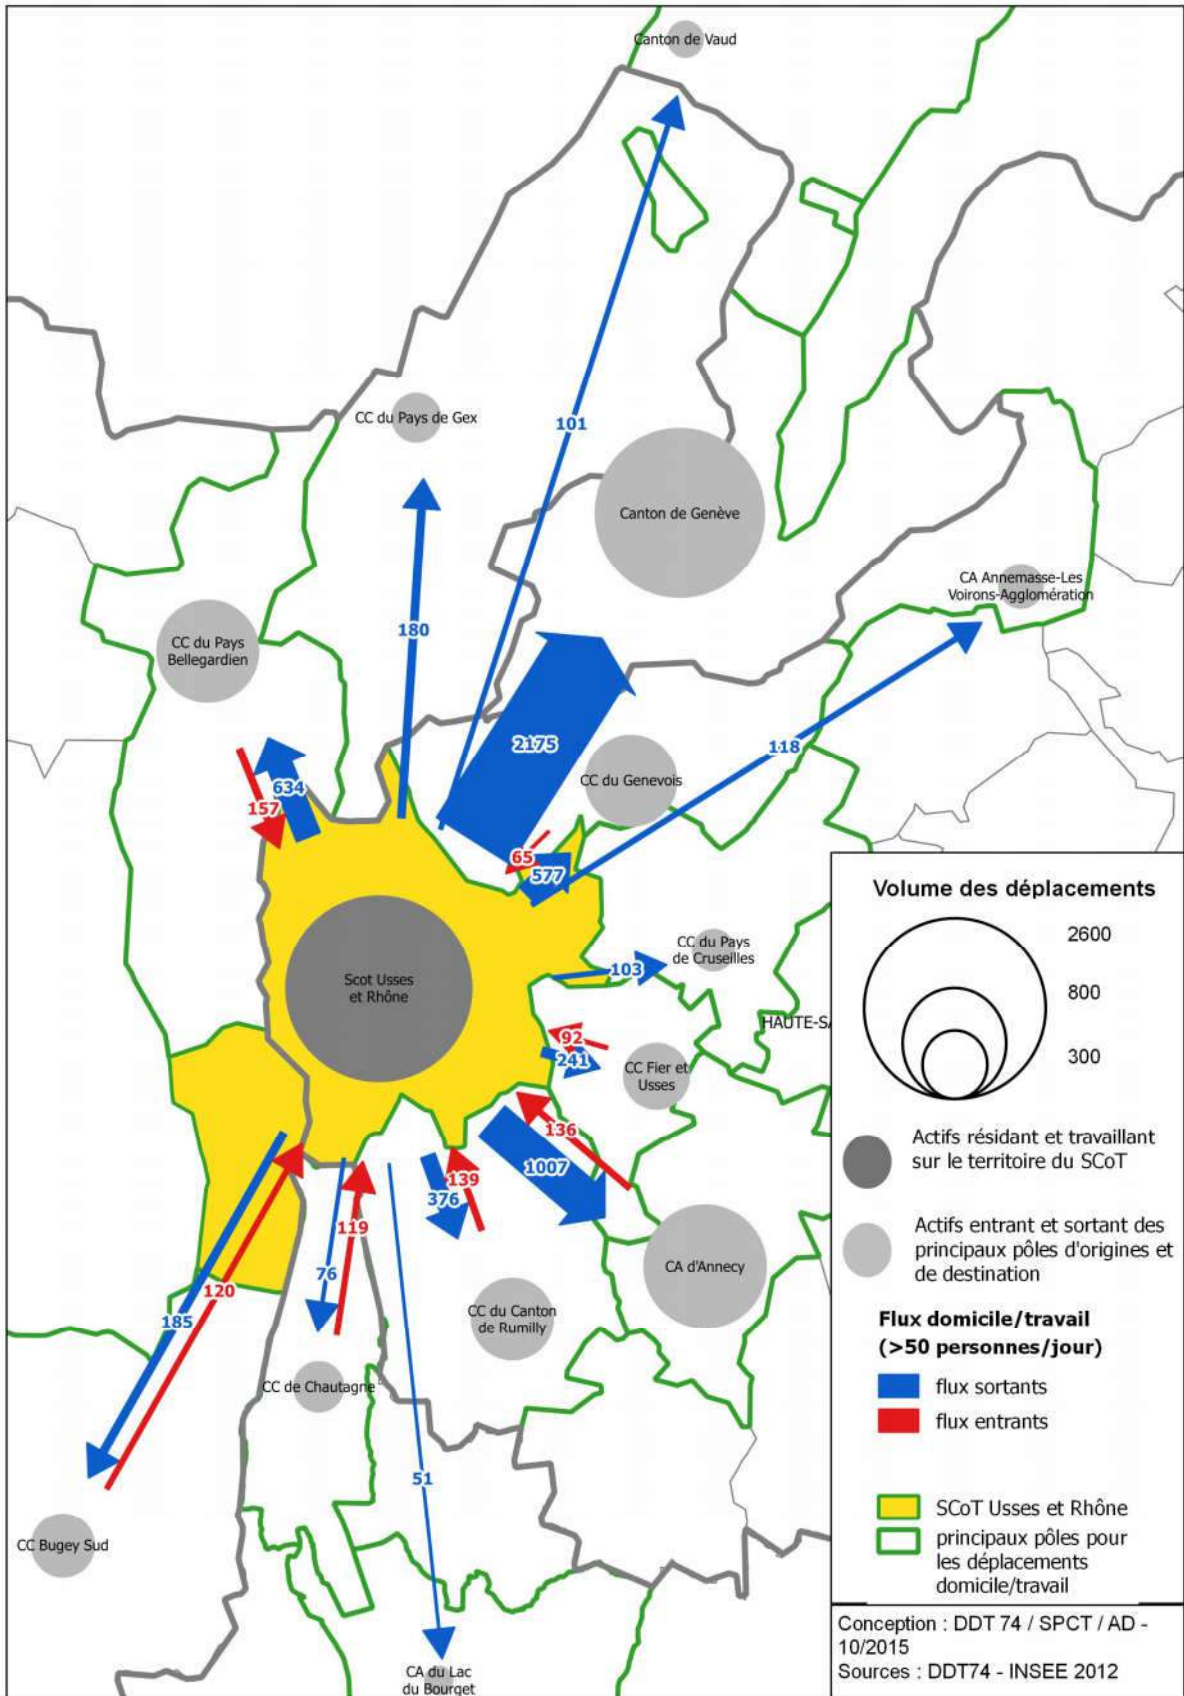 Canton de Vaud
101
CC du Pays de Gex
Canton de Genève
CA Annemasse-Les
Voirons-Agglomération
CC du Pays
Bellegardien
180
2175
118
CC du Genevois
634
157
65
577
Scot Usses
et Rhône
CC du Pays
de Cruseilles
103
HAUTE-SA
92
241
CC Fier et
Usses
136
1007
376
139
119
76
CA d'Annecy
120
185
CC du Canton
de Rumilly
CC de Chautagne
51
CC Bugey Sud
CA du Lac
du Bourget
Volume des déplacements
2600
800
300
Actifs résidant et travaillant
sur le territoire du SCoT
Actifs entrant et sortant des
principaux pôles d'origines et
de destination
Flux domicile/travail
(>50 personnes/jour)
flux sortants
flux entrants
SCoT Usses et Rhône
principaux pôles pour
les déplacements
domicile/travail
Conception : DDT 74 / SPCT / AD -
10/2015
Sources : DDT74 - INSEE 2012